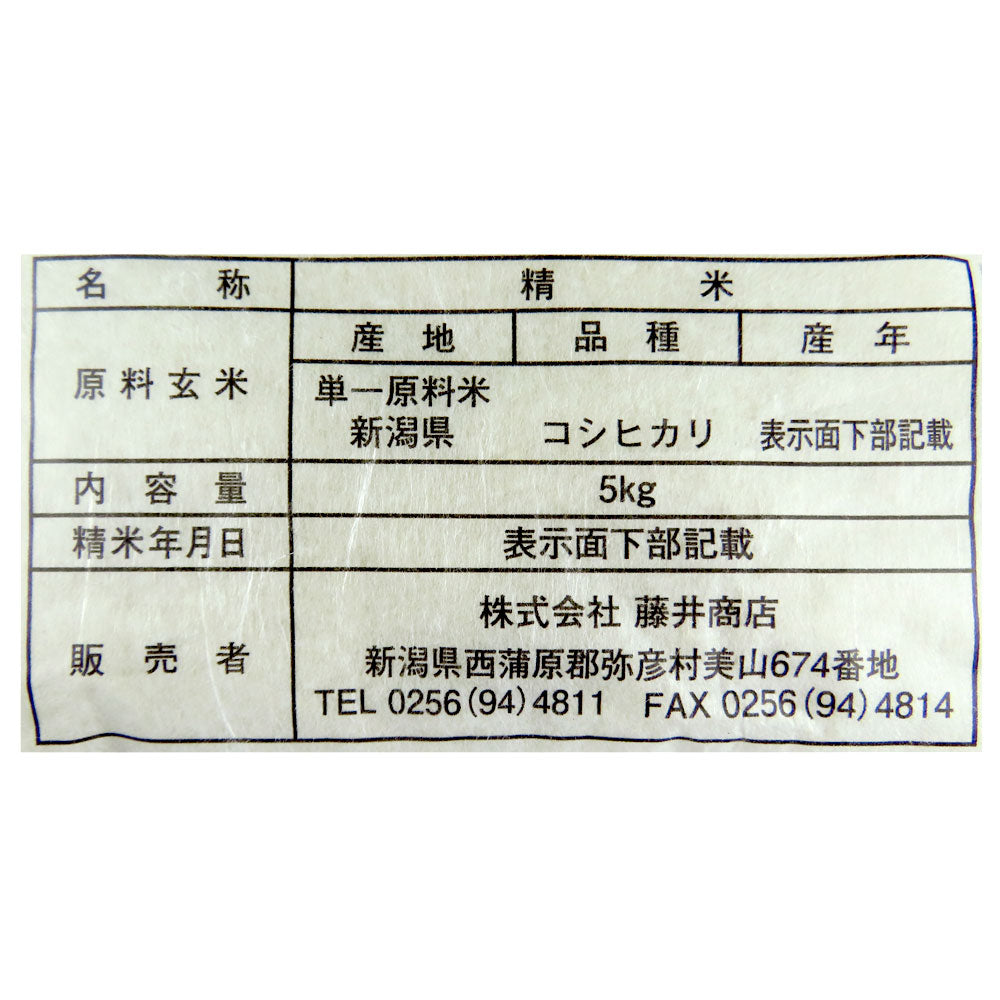 名称 精米
産地 品種 産年
原料玄米 単一原料米
新潟県 コシヒカリ 表示面下部記載
内容量 5kg
精米年月日 表示面下部記載
株式会社 藤井商店
販売者 新潟県西蒲原郡弥彦村美山674番地
TEL 0256(94)4811 FAX 0256(94)4814